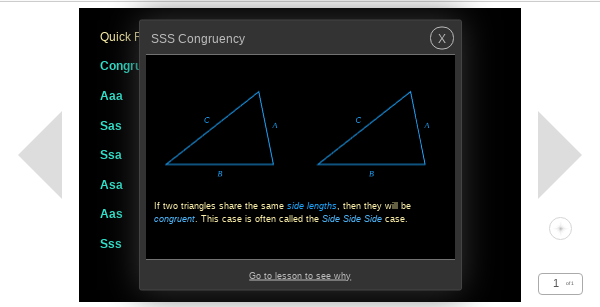 Quick
SSS Congruency
X
Congru
Aaa
Sas
Ssa
Asa
Aas
Sss
C
A
B
C
A
B
If two triangles share the same side lengths, then they will be
congruent. This case is often called the Side Side Side case.
Go to lesson to see why
1 of 1